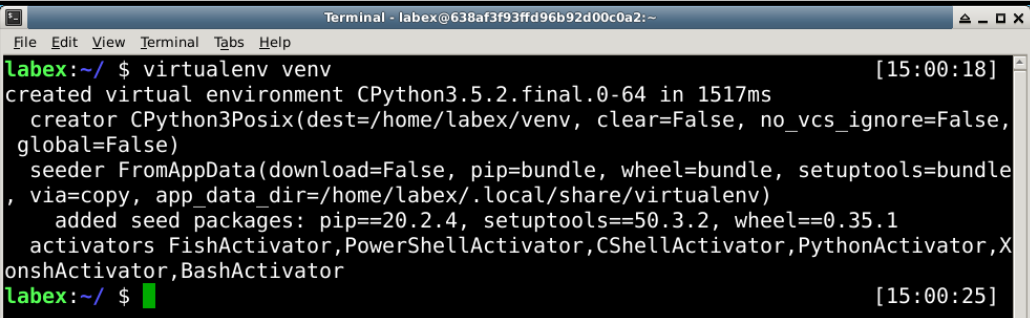 Terminal - labex@638af3f93ffd96b92d00c0a2:~
File Edit View Terminal Tabs Help
labex:~/ $ virtualenv venv [15:00:18]
created virtual environment CPython3.5.2.final.0-64 in 1517ms
  creator CPython3Posix(dest=/home/labex/venv, clear=False, no_vcs_ignore=False,
 global=False)
  seeder FromAppData(download=False, pip=bundle, wheel=bundle, setuptools=bundle
, via=copy, app_data_dir=/home/labex/.local/share/virtualenv)
    added seed packages: pip==20.2.4, setuptools==50.3.2, wheel==0.35.1
  activators FishActivator,PowerShellActivator,CShellActivator,PythonActivator,X
onshActivator,BashActivator
labex:~/ $ [15:00:25]